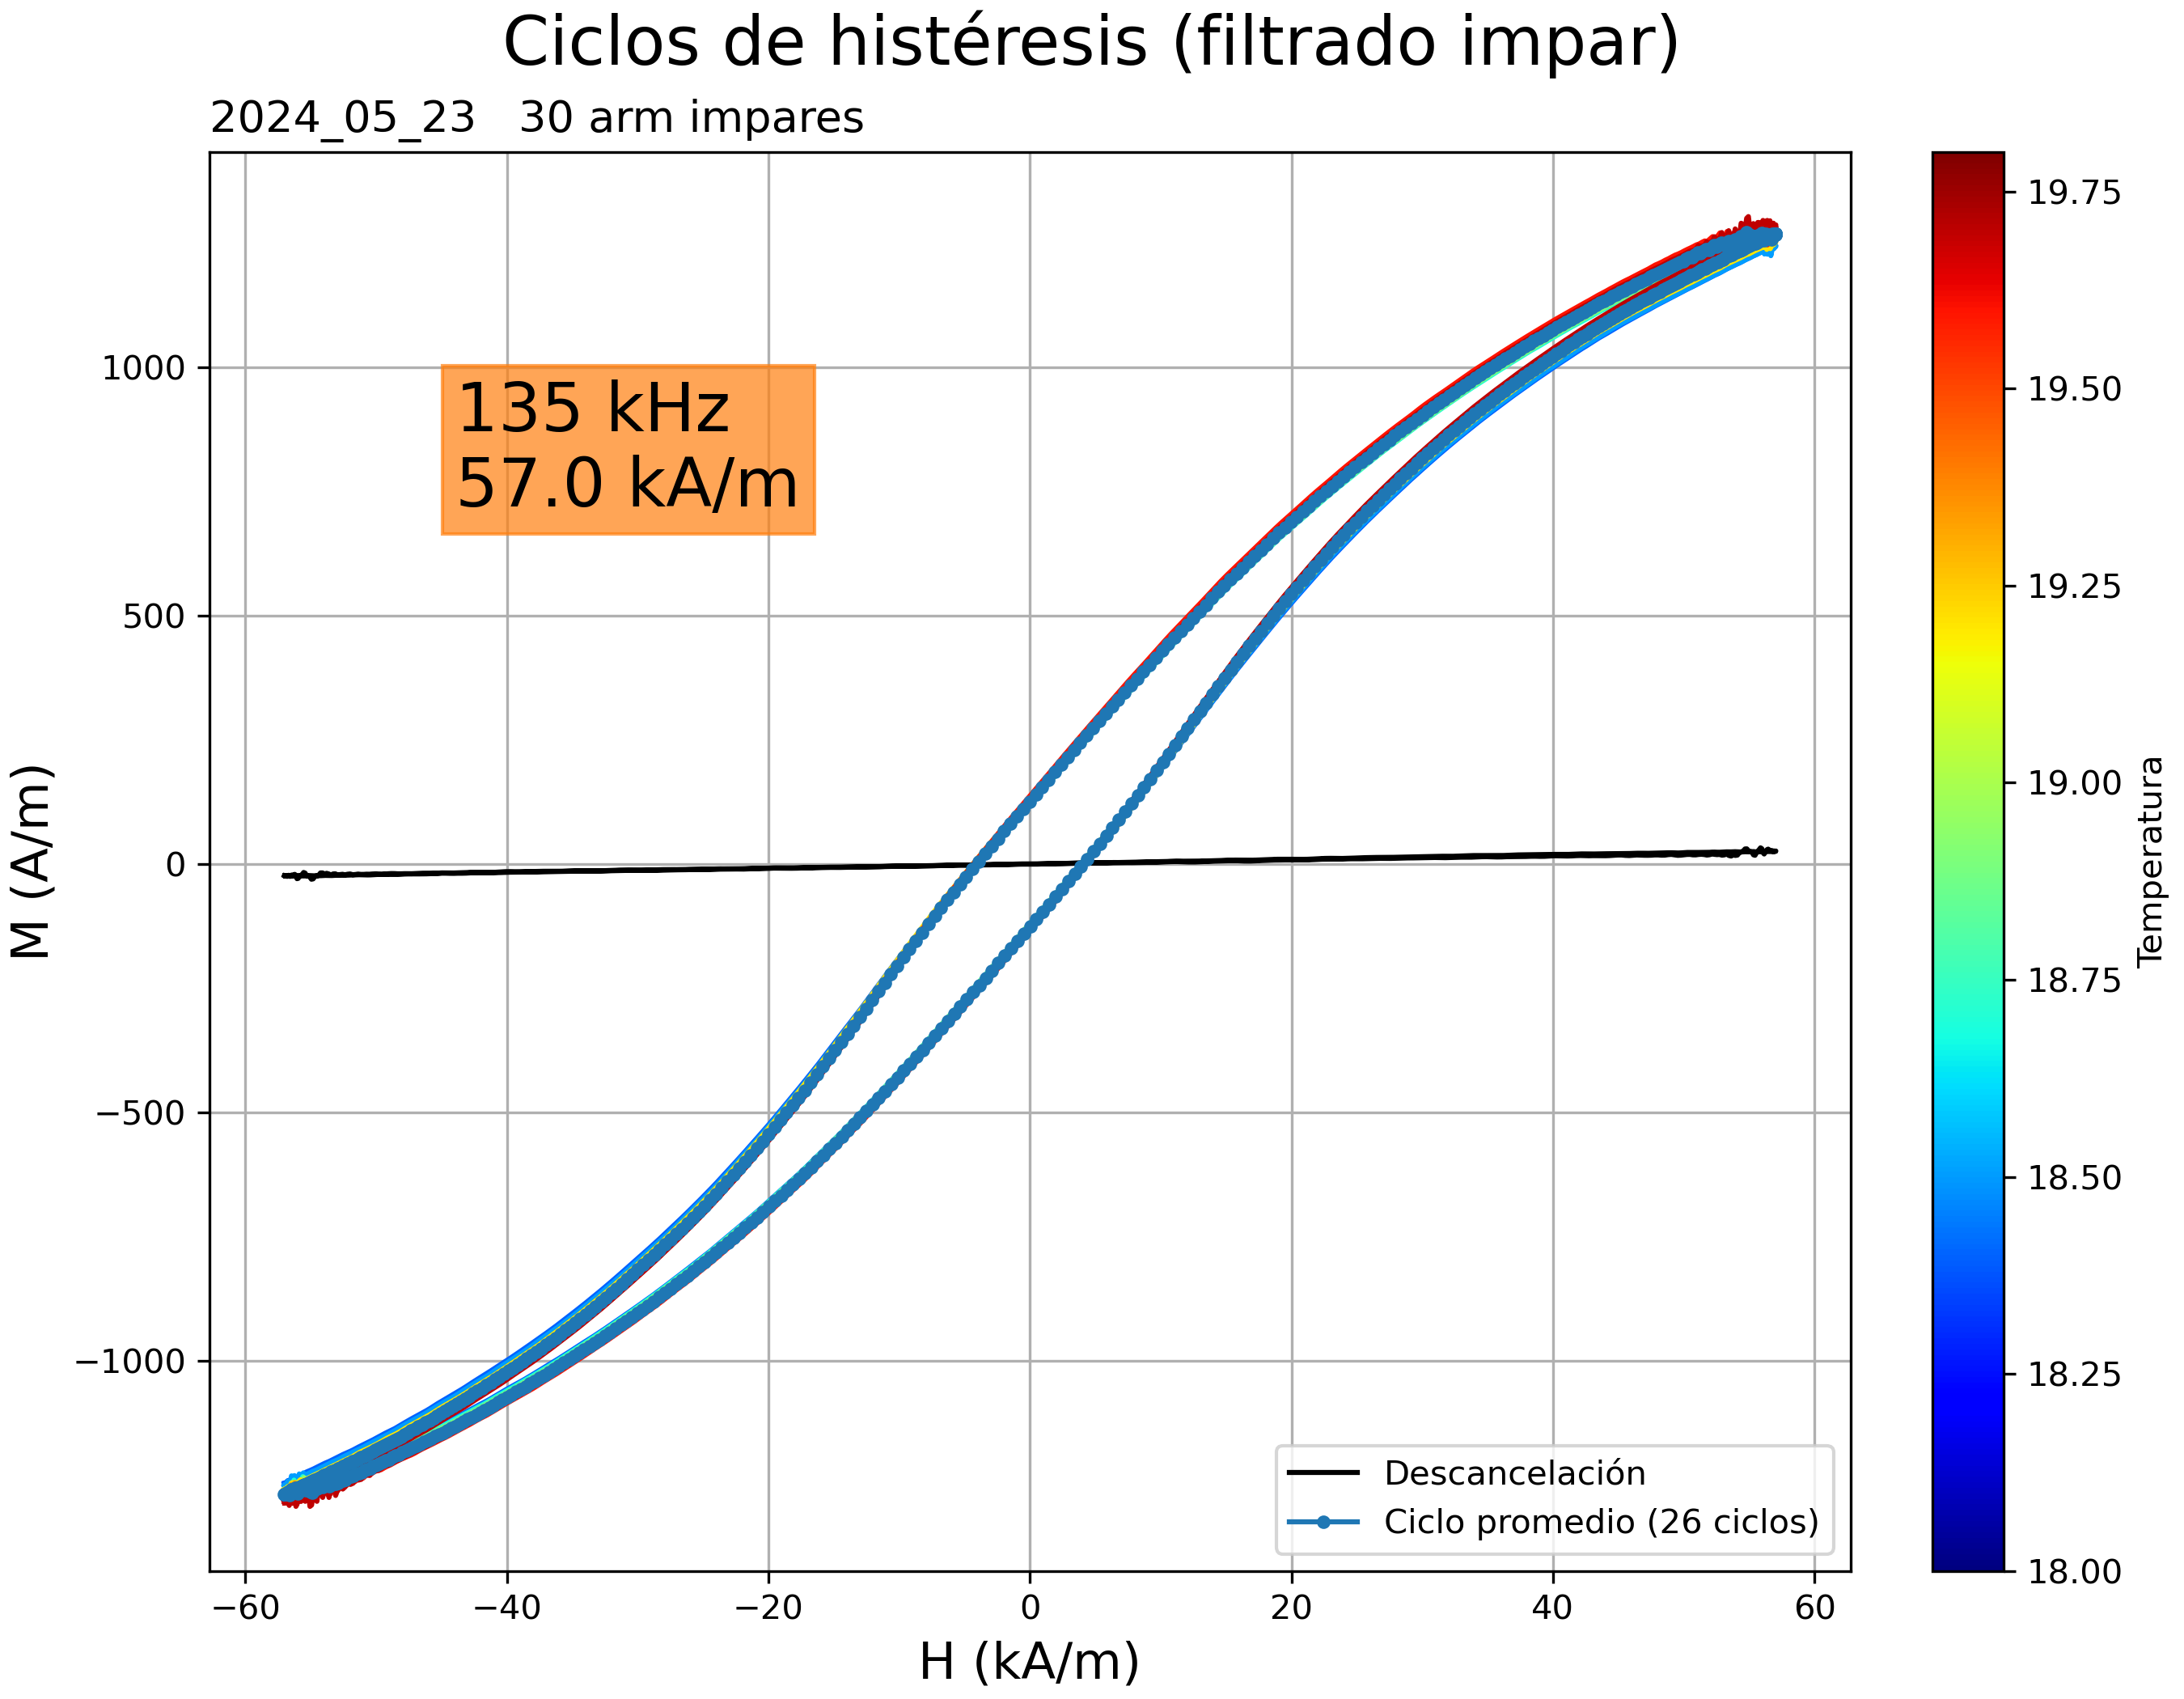 Ciclos de histéresis (filtrado impar)
2024_05_23   30 arm impares
135 kHz
57.0 kA/m
M (A/m)
1000
500
0
−500
−1000
−60
−40
−20
0
20
40
60
H (kA/m)
Descancelación
Ciclo promedio (26 ciclos)
19.75
19.50
19.25
19.00
18.75
18.50
18.25
18.00
Temperatura